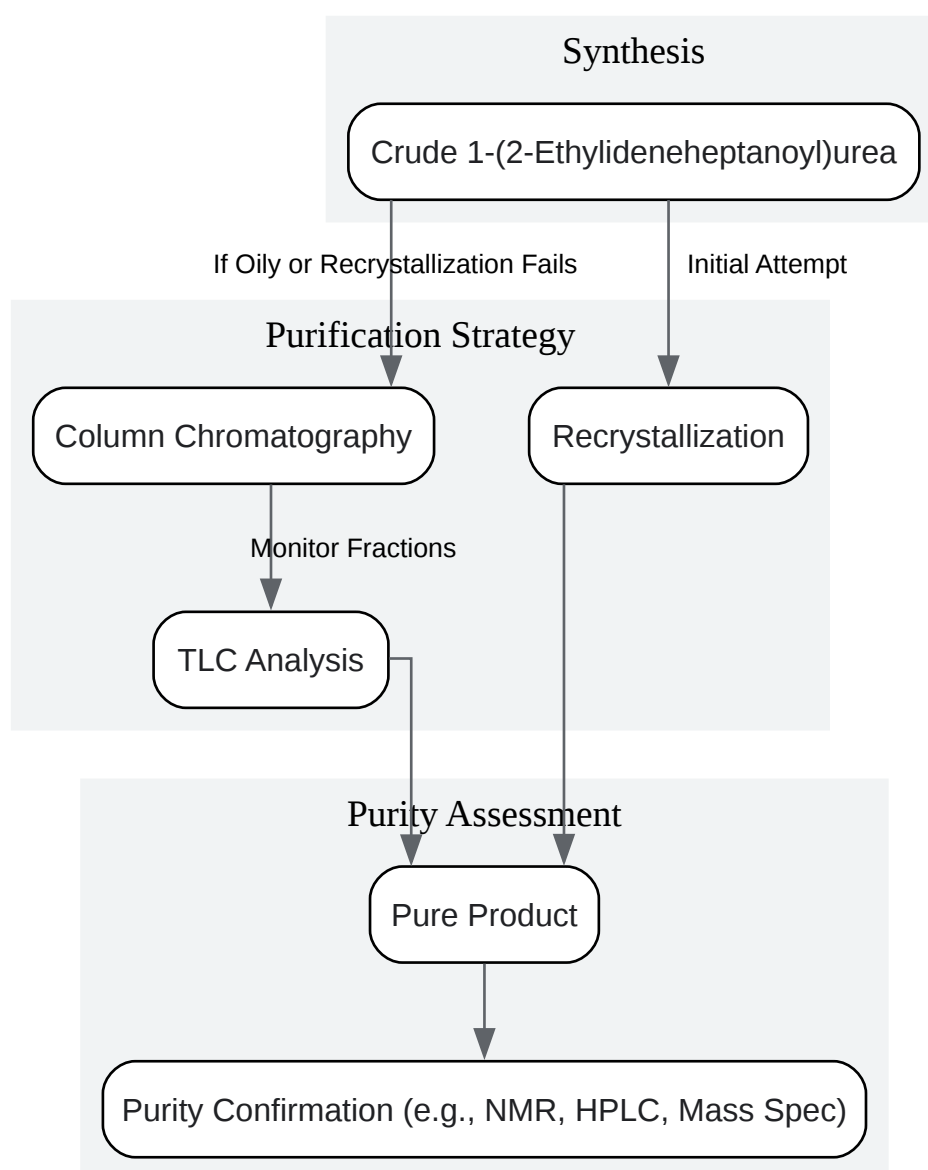 Synthesis
Crude 1-(2-Ethylideneheptanoyl)urea
If Oily or Recrystallization Fails
Initial Attempt
Purification Strategy
Column Chromatography
Recrystallization
Monitor Fractions
TLC Analysis
Purity Assessment
Pure Product
Purity Confirmation (e.g., NMR, HPLC, Mass Spec)